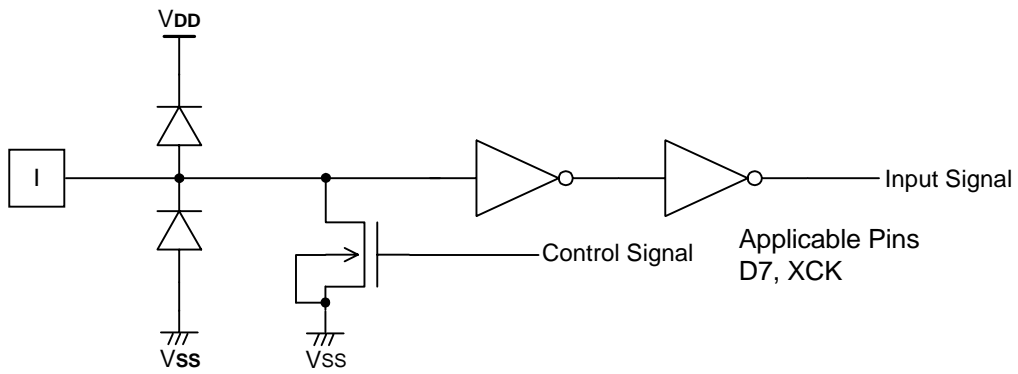 VDD
I
Input Signal
Control Signal
Applicable Pins
D7, XCK
VSS
VSS